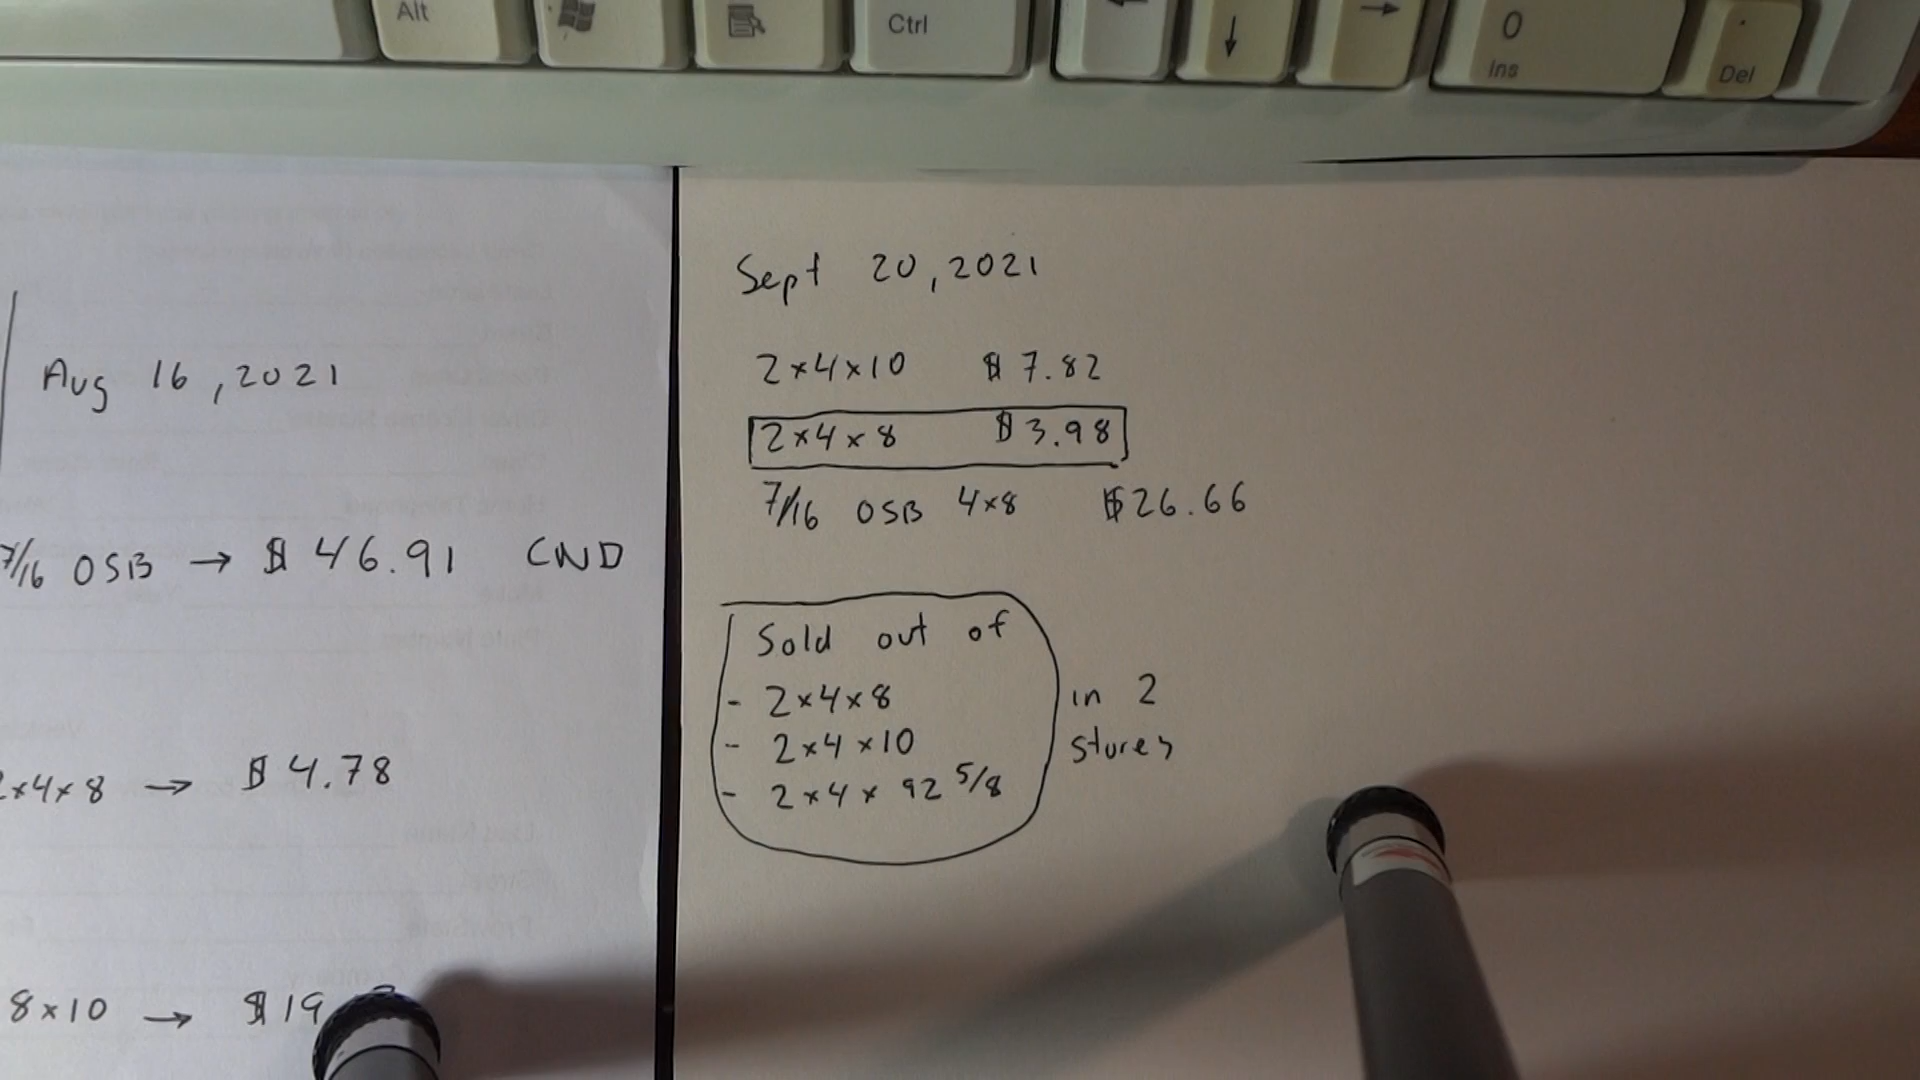 Alt
Ctrl
0
Ins
.
Del
Aug 16, 2021
7/16 OSB → $ 46.91 CND
2x4x8 → $ 4.78
8x10 → $19
Sept 20, 2021
2x4x10 $ 7.82
2x4x8 $ 3.98
7/16 OSB 4x8 $26.66
Sold out of
- 2x4x8
- 2x4x10
- 2x4x 92 5/8
in 2
stores